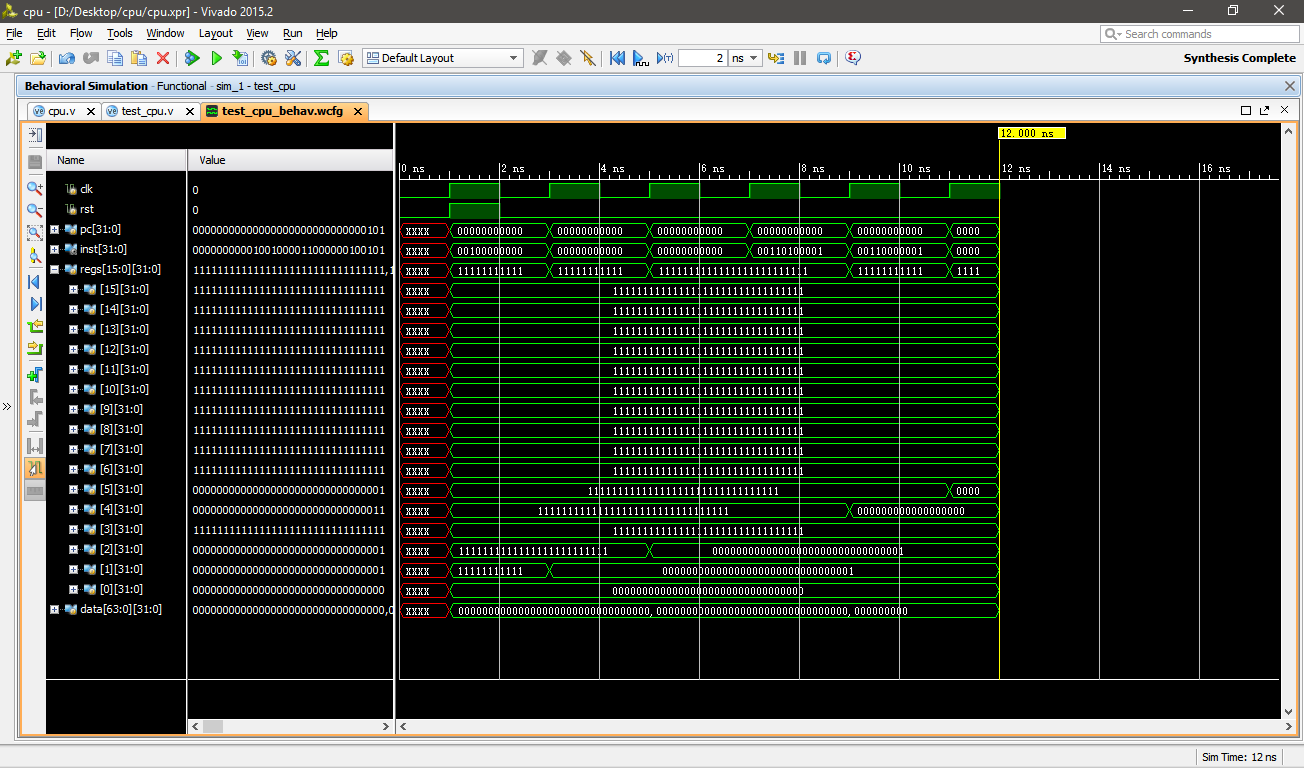 cpu - [D:/Desktop/cpu/cpu.xpr] - Vivado 2015.2
File Edit Flow Tools Window Layout View Run Help
Search commands
Default Layout 2 ns Synthesis Complete
Behavioral Simulation - Functional - sim_1 - test_cpu
cpu.v test_cpu.v test_cpu_behav.wcfg
12.000 ns
Name Value 0 ns 2 ns 4 ns 6 ns 8 ns 10 ns 12 ns 14 ns 16 ns
clk 0
rst 0
pc[31:0] 00000000000000000000000000000101 XXXX 00000000000 00000000000 00000000000 00000000000 00000000000 0000
inst[31:0] 00000000001001000011000000100101 XXXX 00100000000 00000000000 00000000000 00110100001 00110000001 0000
regs[15:0][31:0] 11111111111111111111111111111111,1 XXXX 11111111111 11111111111 1111111111111111111111111 11111111111 1111
[15][31:0] 11111111111111111111111111111111 XXXX 11111111111111111111111111111111
[14][31:0] 11111111111111111111111111111111 XXXX 11111111111111111111111111111111
[13][31:0] 11111111111111111111111111111111 XXXX 11111111111111111111111111111111
[12][31:0] 11111111111111111111111111111111 XXXX 11111111111111111111111111111111
[11][31:0] 11111111111111111111111111111111 XXXX 11111111111111111111111111111111
[10][31:0] 11111111111111111111111111111111 XXXX 11111111111111111111111111111111
[9][31:0] 11111111111111111111111111111111 XXXX 11111111111111111111111111111111
[8][31:0] 11111111111111111111111111111111 XXXX 11111111111111111111111111111111
[7][31:0] 11111111111111111111111111111111 XXXX 11111111111111111111111111111111
[6][31:0] 11111111111111111111111111111111 XXXX 11111111111111111111111111111111
[5][31:0] 00000000000000000000000000000001 XXXX 11111111111111111111111111111111 0000
[4][31:0] 00000000000000000000000000000011 XXXX 11111111111111111111111111111111 000000000000000000
[3][31:0] 11111111111111111111111111111111 XXXX 11111111111111111111111111111111
[2][31:0] 00000000000000000000000000000001 XXXX 1111111111111111111111111 00000000000000000000000000000001
[1][31:0] 00000000000000000000000000000001 XXXX 11111111111 00000000000000000000000000000001
[0][31:0] 00000000000000000000000000000000 XXXX 00000000000000000000000000000000
data[63:0][31:0] 00000000000000000000000000000000,0 XXXX 00000000000000000000000000000000,00000000000000000000000000000000,000000000
Sim Time: 12 ns